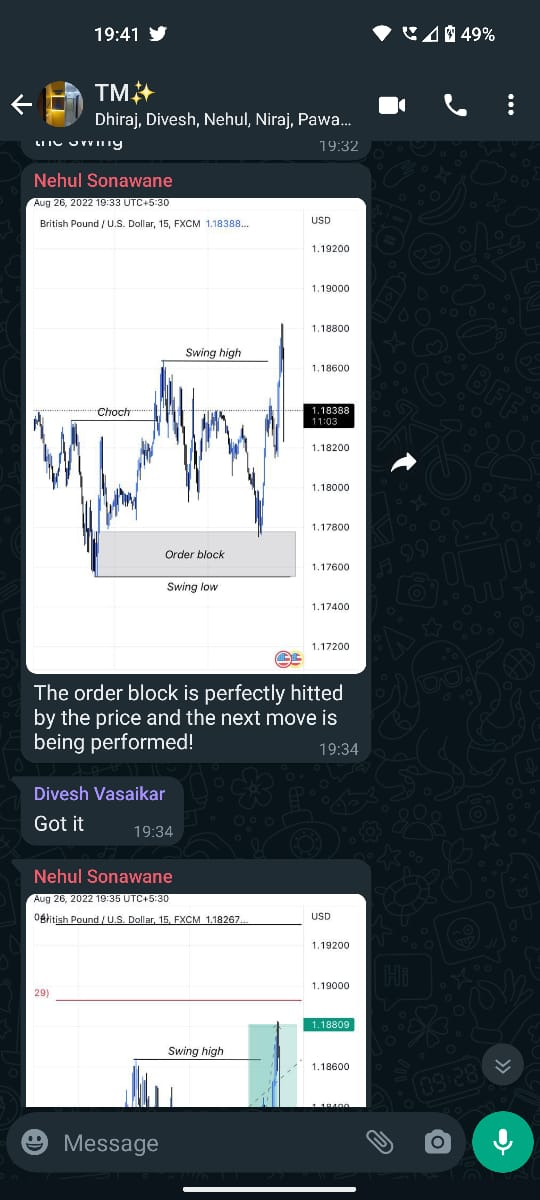 19:41
49%
TM✨
Dhiraj, Divesh, Nehul, Niraj, Pawa...
the swing
19:32
Nehul Sonawane
Aug 26, 2022 19:33 UTC+5:30
British Pound / U.S. Dollar, 15, FXCM 1.18388...
USD
1.19200
1.19000
1.18800
Swing high
1.18600
Choch
1.18388
11:03
1.18200
1.18000
1.17800
Order block
1.17600
Swing low
1.17400
1.17200
The order block is perfectly hitted
by the price and the next move is
being performed!
19:34
Divesh Vasaikar
Got it
19:34
Nehul Sonawane
Aug 26, 2022 19:35 UTC+5:30
British Pound / U.S. Dollar, 15, FXCM 1.18267...
USD
1.19200
29)
1.19000
1.18809
Swing high
1.18600
1.18400
Message